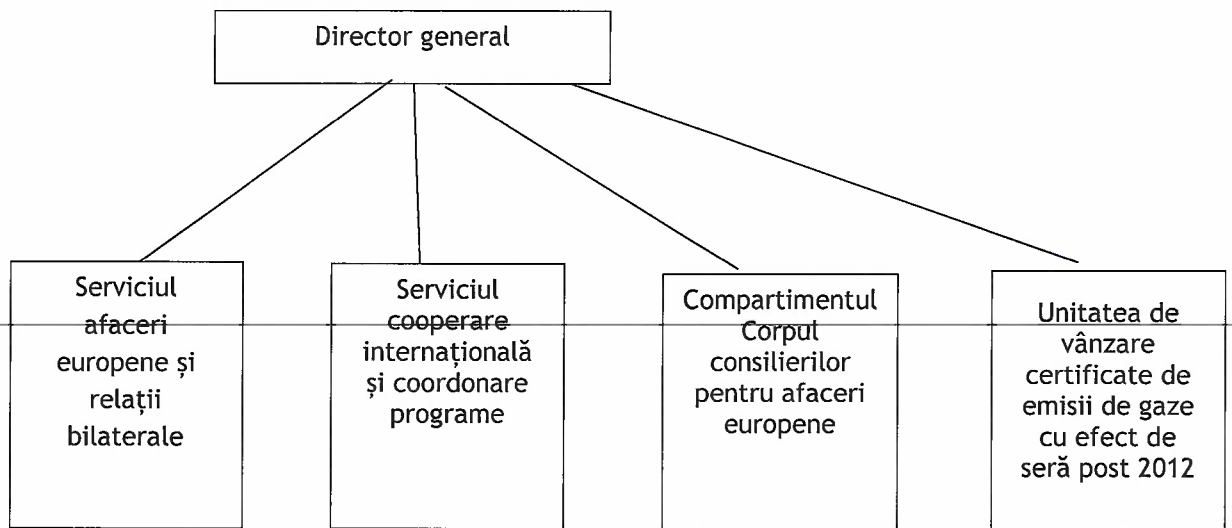 Director general
Serviciul
afaceri
europene și
relații
bilaterale
Serviciul
cooperare
internațională
și coordonare
programe
Compartimentul
Corpul
consilierilor
pentru afaceri
europene
Unitatea de
vânzare
certificate de
emisii de gaze
cu efect de
seră post 2012